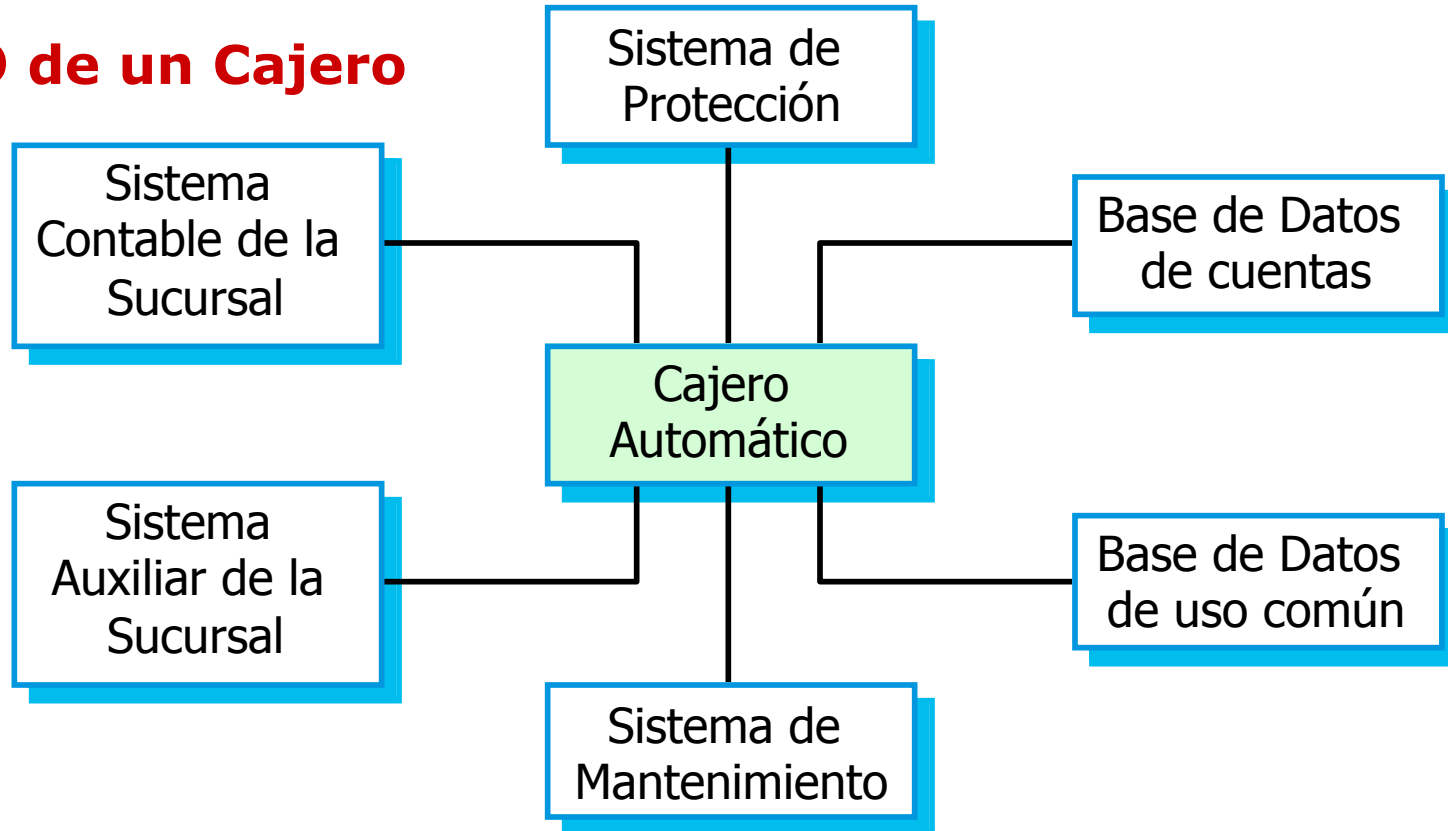 de un Cajero
Sistema de
Protección
Sistema
Contable de la
Sucursal
Base de Datos
de cuentas
Cajero
Automático
Sistema
Auxiliar de la
Sucursal
Base de Datos
de uso común
Sistema de
Mantenimiento